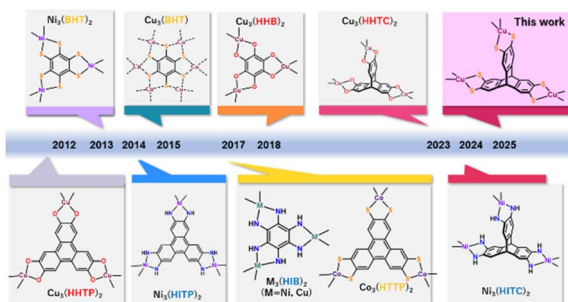 Ni3(BHT)2
Cu3(BHT)
Cu3(HHB)2
Cu3(HHTC)2
This work
2012 2013 2014 2015 2017 2018 2023 2024 2025
Cu3(HHTP)2
Ni3(HITP)2
M3(HIB)2
(M=Ni, Cu)
Co3(HTTP)2
Ni3(HITC)2